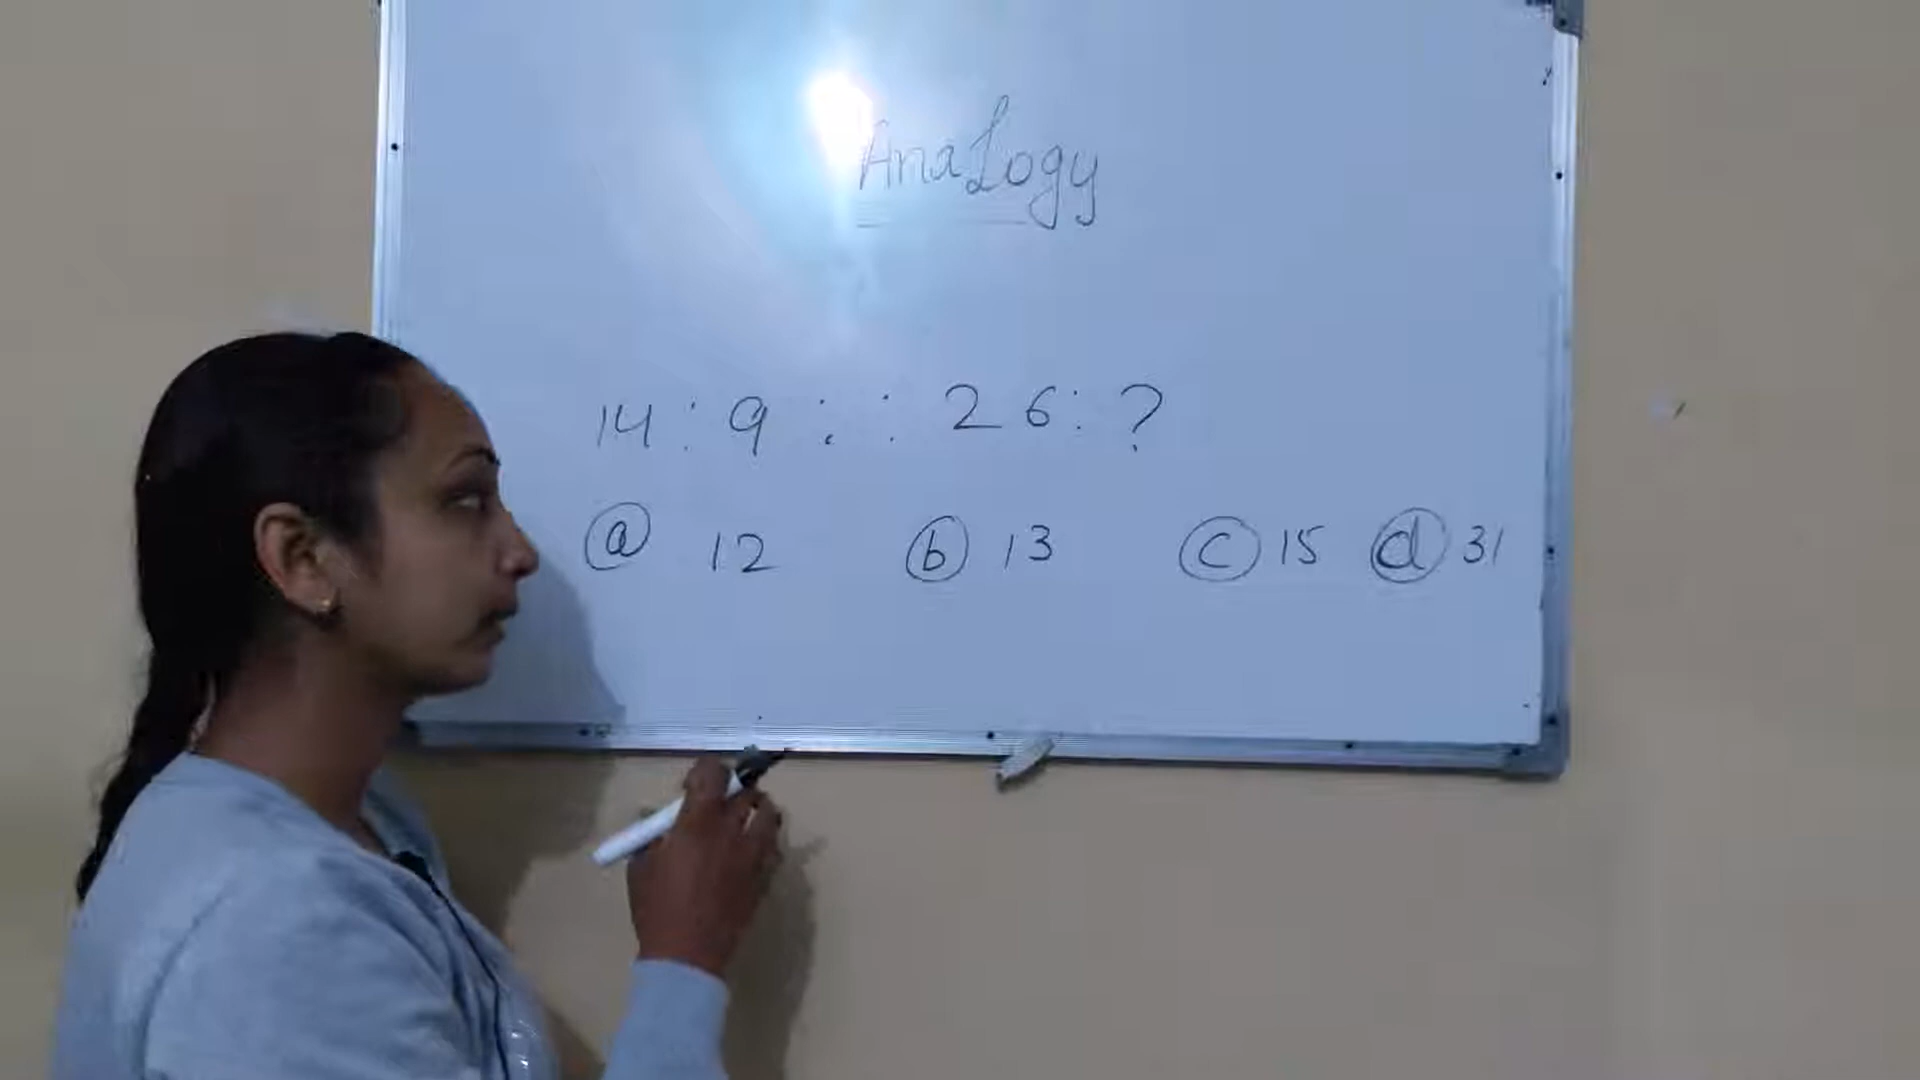 Analogy
14 : 9 : : 26 : ?
ⓐ 12 ⓑ 13 ⓒ 15 ⓓ 31